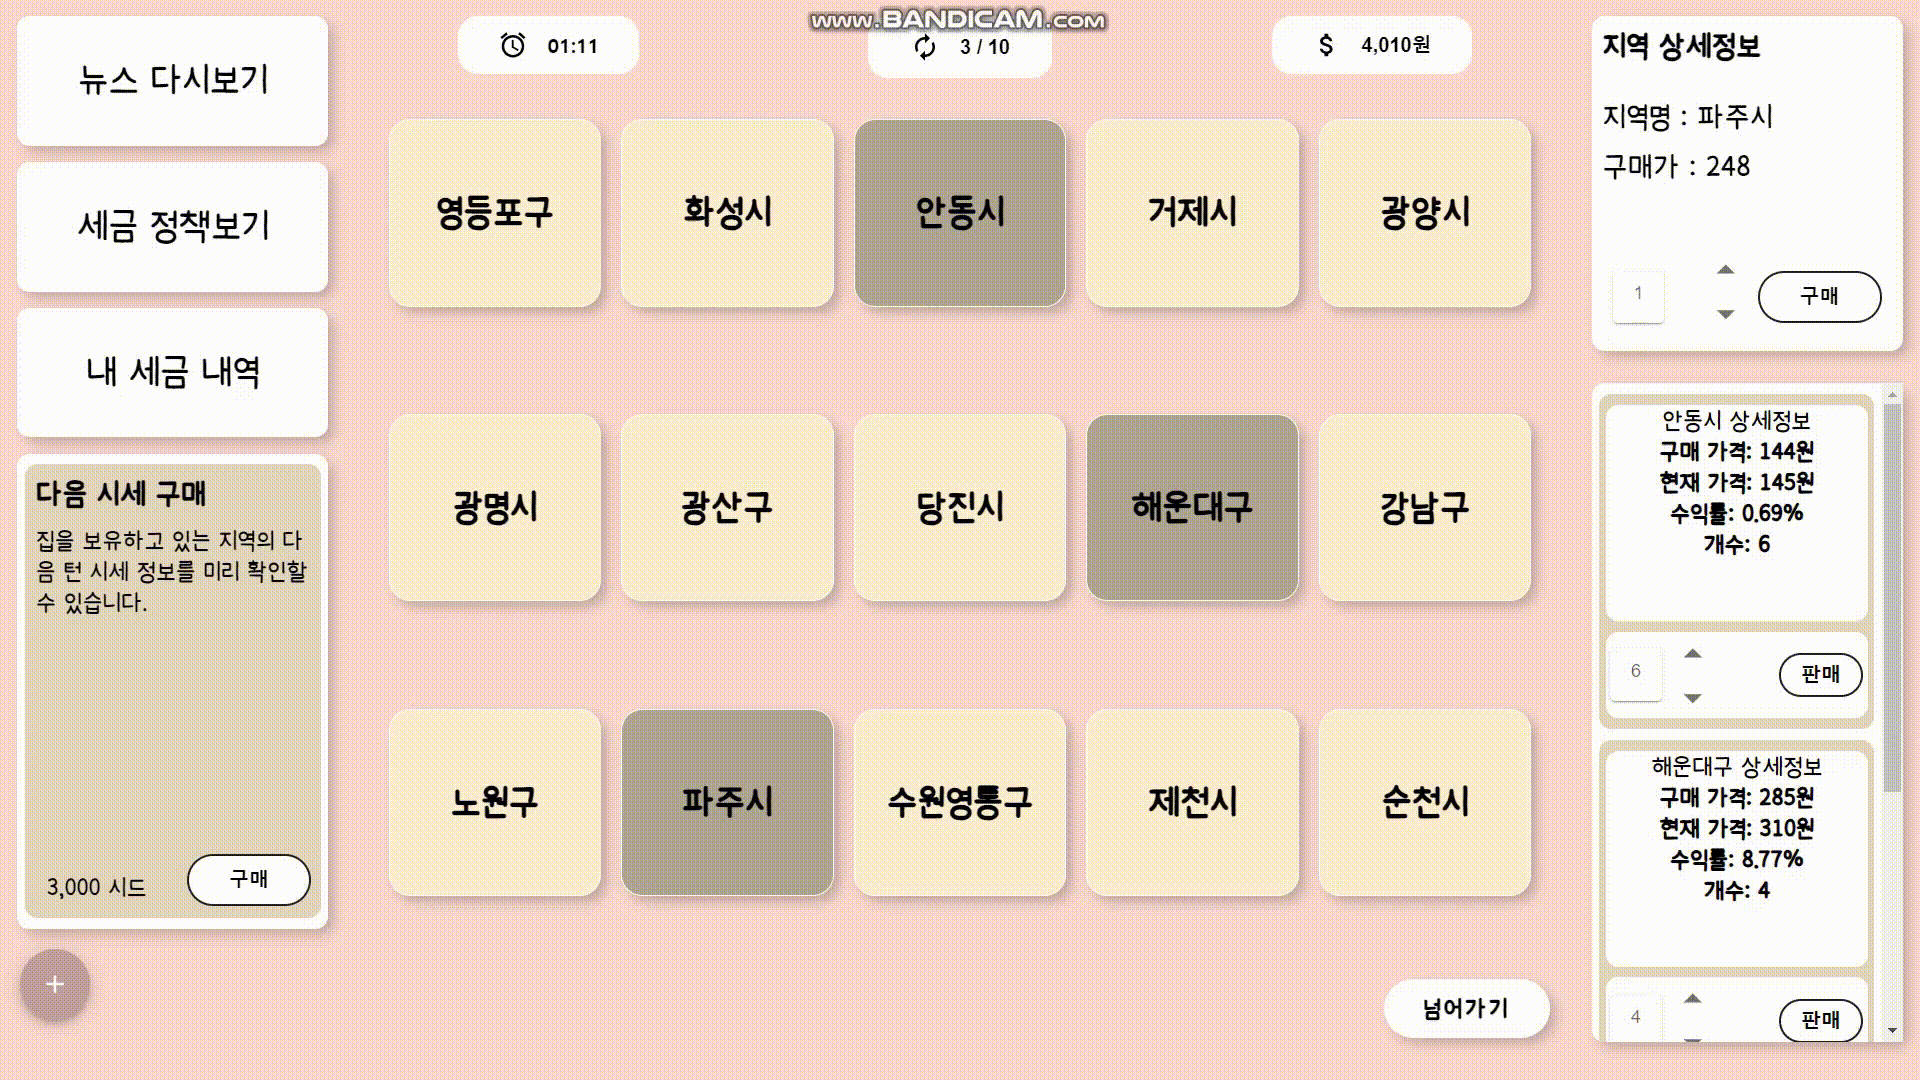 www.BANDICAM.com
뉴스 다시보기
세금 정책보기
내 세금 내역
다음 시세 구매
집을 보유하고 있는 지역의 다
음 턴 시세 정보를 미리 확인할
수 있습니다.
3,000 시드
구매
+
01:11
3 / 10
$ 4,010원
영등포구
화성시
안동시
거제시
광양시
광명시
광산구
당진시
해운대구
강남구
노원구
파주시
수원영통구
제천시
순천시
넘어가기
지역 상세정보
지역명 : 파주시
구매가 : 248
1
구매
안동시 상세정보
구매 가격: 144원
현재 가격: 145원
수익률: 0.69%
개수: 6
6
판매
해운대구 상세정보
구매 가격: 285원
현재 가격: 310원
수익률: 8.77%
개수: 4
4
판매